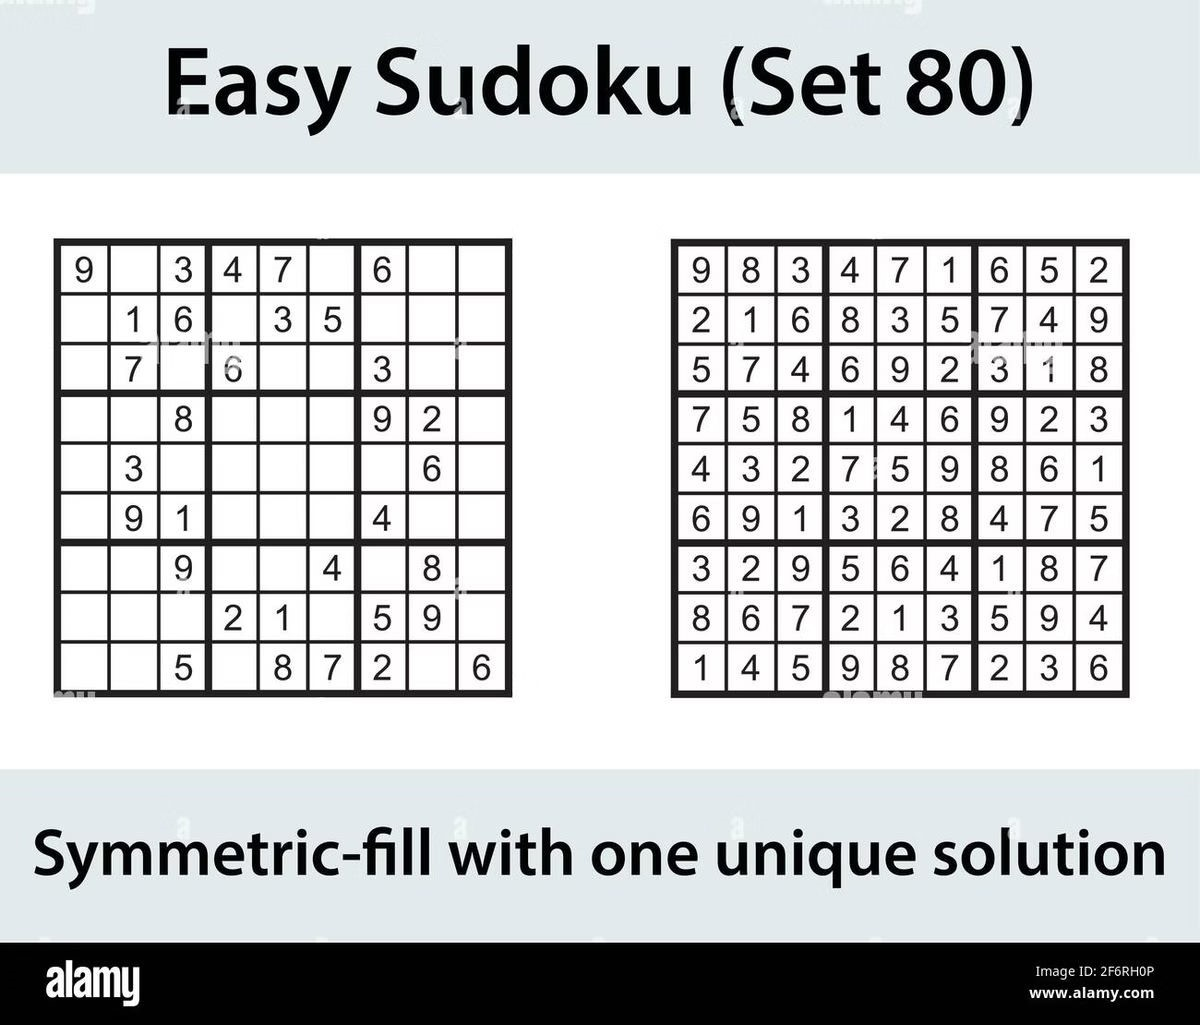 Easy Sudoku (Set 80)
9 3 4 7 6
1 6 3 5
7 6 3
8 9 2
3 6
9 1 4
9 4 8
2 1 5 9
5 8 7 2 6
9 8 3 4 7 1 6 5 2
2 1 6 8 3 5 7 4 9
5 7 4 6 9 2 3 1 8
7 5 8 1 4 6 9 2 3
4 3 2 7 5 9 8 6 1
6 9 1 3 2 8 4 7 5
3 2 9 5 6 4 1 8 7
8 6 7 2 1 3 5 9 4
1 4 5 9 8 7 2 3 6
Symmetric-fill with one unique solution
alamy
Image ID: 2F6RH0P
www.alamy.com